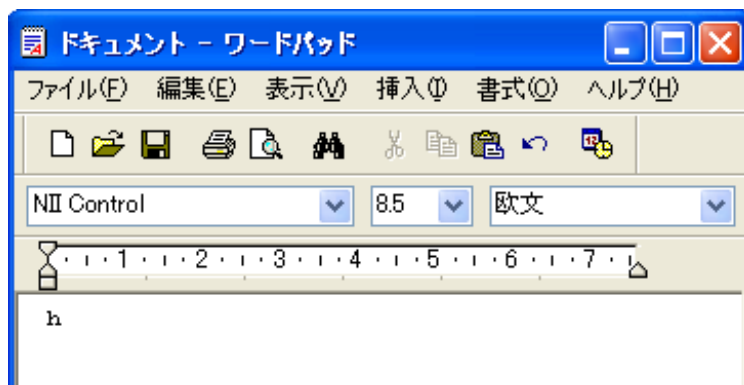 ドキュメント - ワードパッド
ファイル(F) 編集(E) 表示(V) 挿入(I) 書式(O) ヘルプ(H)
NII Control 8.5 欧文
1 2 3 4 5 6 7
h